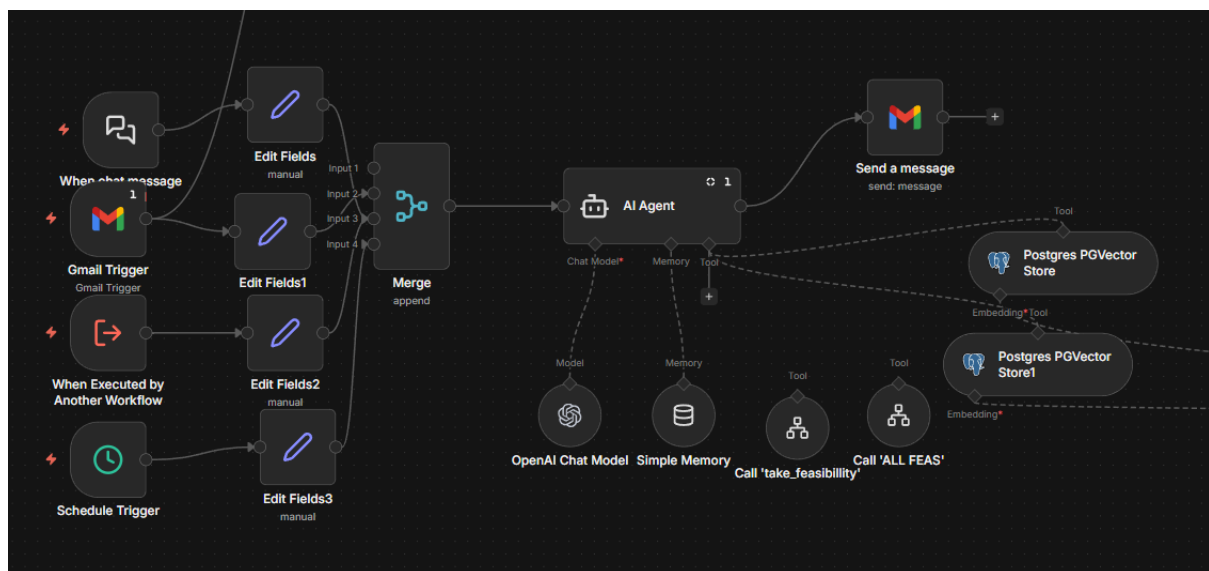 When chat message
Edit Fields
manual
1
Gmail Trigger
Gmail Trigger
Edit Fields1
When Executed by
Another Workflow
Edit Fields2
manual
Schedule Trigger
Edit Fields3
manual
Input 1
Input 2
Input 3
Input 4
Merge
append
AI Agent
1
Chat Model*
Memory
Tool
+
Send a message
send: message
+
Tool
Postgres PGVector
Store
Embedding*
Tool
Postgres PGVector
Store1
Embedding*
Model
OpenAI Chat Model
Memory
Simple Memory
Tool
Call 'take_feasibillity'
Tool
Call 'ALL FEAS'